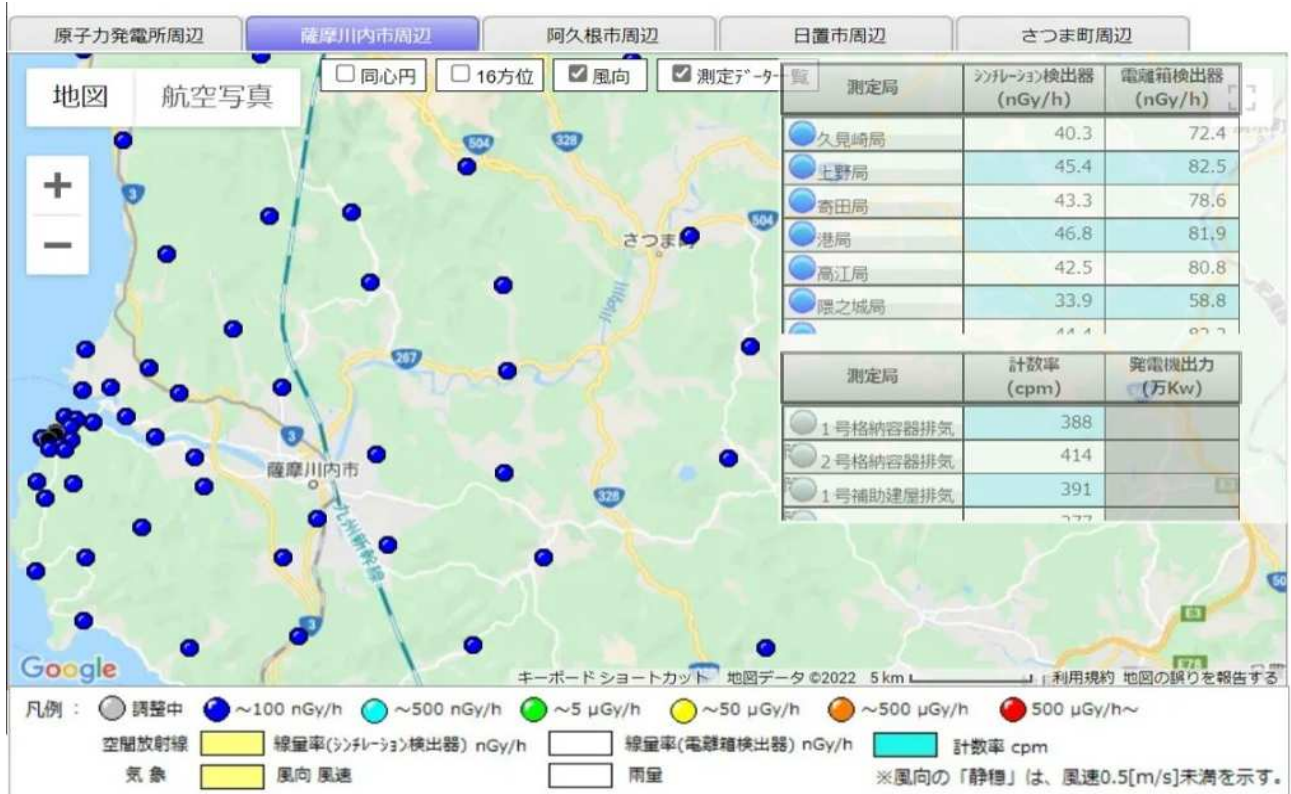 原子力発電所周辺 薩摩川内市周辺 阿久根市周辺 日置市周辺 さつま町周辺
地図 航空写真
同心円 16方位 風向 測定データ一覧
+
−
測定局 シンチレーション検出器 (nGy/h) 電離箱検出器 (nGy/h)
久見崎局 40.3 72.4
上野局 45.4 82.5
寄田局 43.3 78.6
港局 46.8 81.9
高江局 42.5 80.8
隈之城局 33.9 58.8
測定局 計数率 (cpm) 発電機出力 (万Kw)
1号格納容器排気 388
2号格納容器排気 414
1号補助建屋排気 391
504
328
3
504
さつま町
267
3
薩摩川内市
328
九州新幹線
3
E3
E78
Google
キーボード ショートカット 地図データ ©2022 5 km 利用規約 地図の誤りを報告する
凡例 : 調整中 ~100 nGy/h ~500 nGy/h ~5 μGy/h ~50 μGy/h ~500 μGy/h 500 μGy/h~
空間放射線 線量率(シンチレーション検出器) nGy/h 線量率(電離箱検出器) nGy/h 計数率 cpm
気象 風向 風速 雨量 ※風向の「静穏」は、風速0.5[m/s]未満を示す。